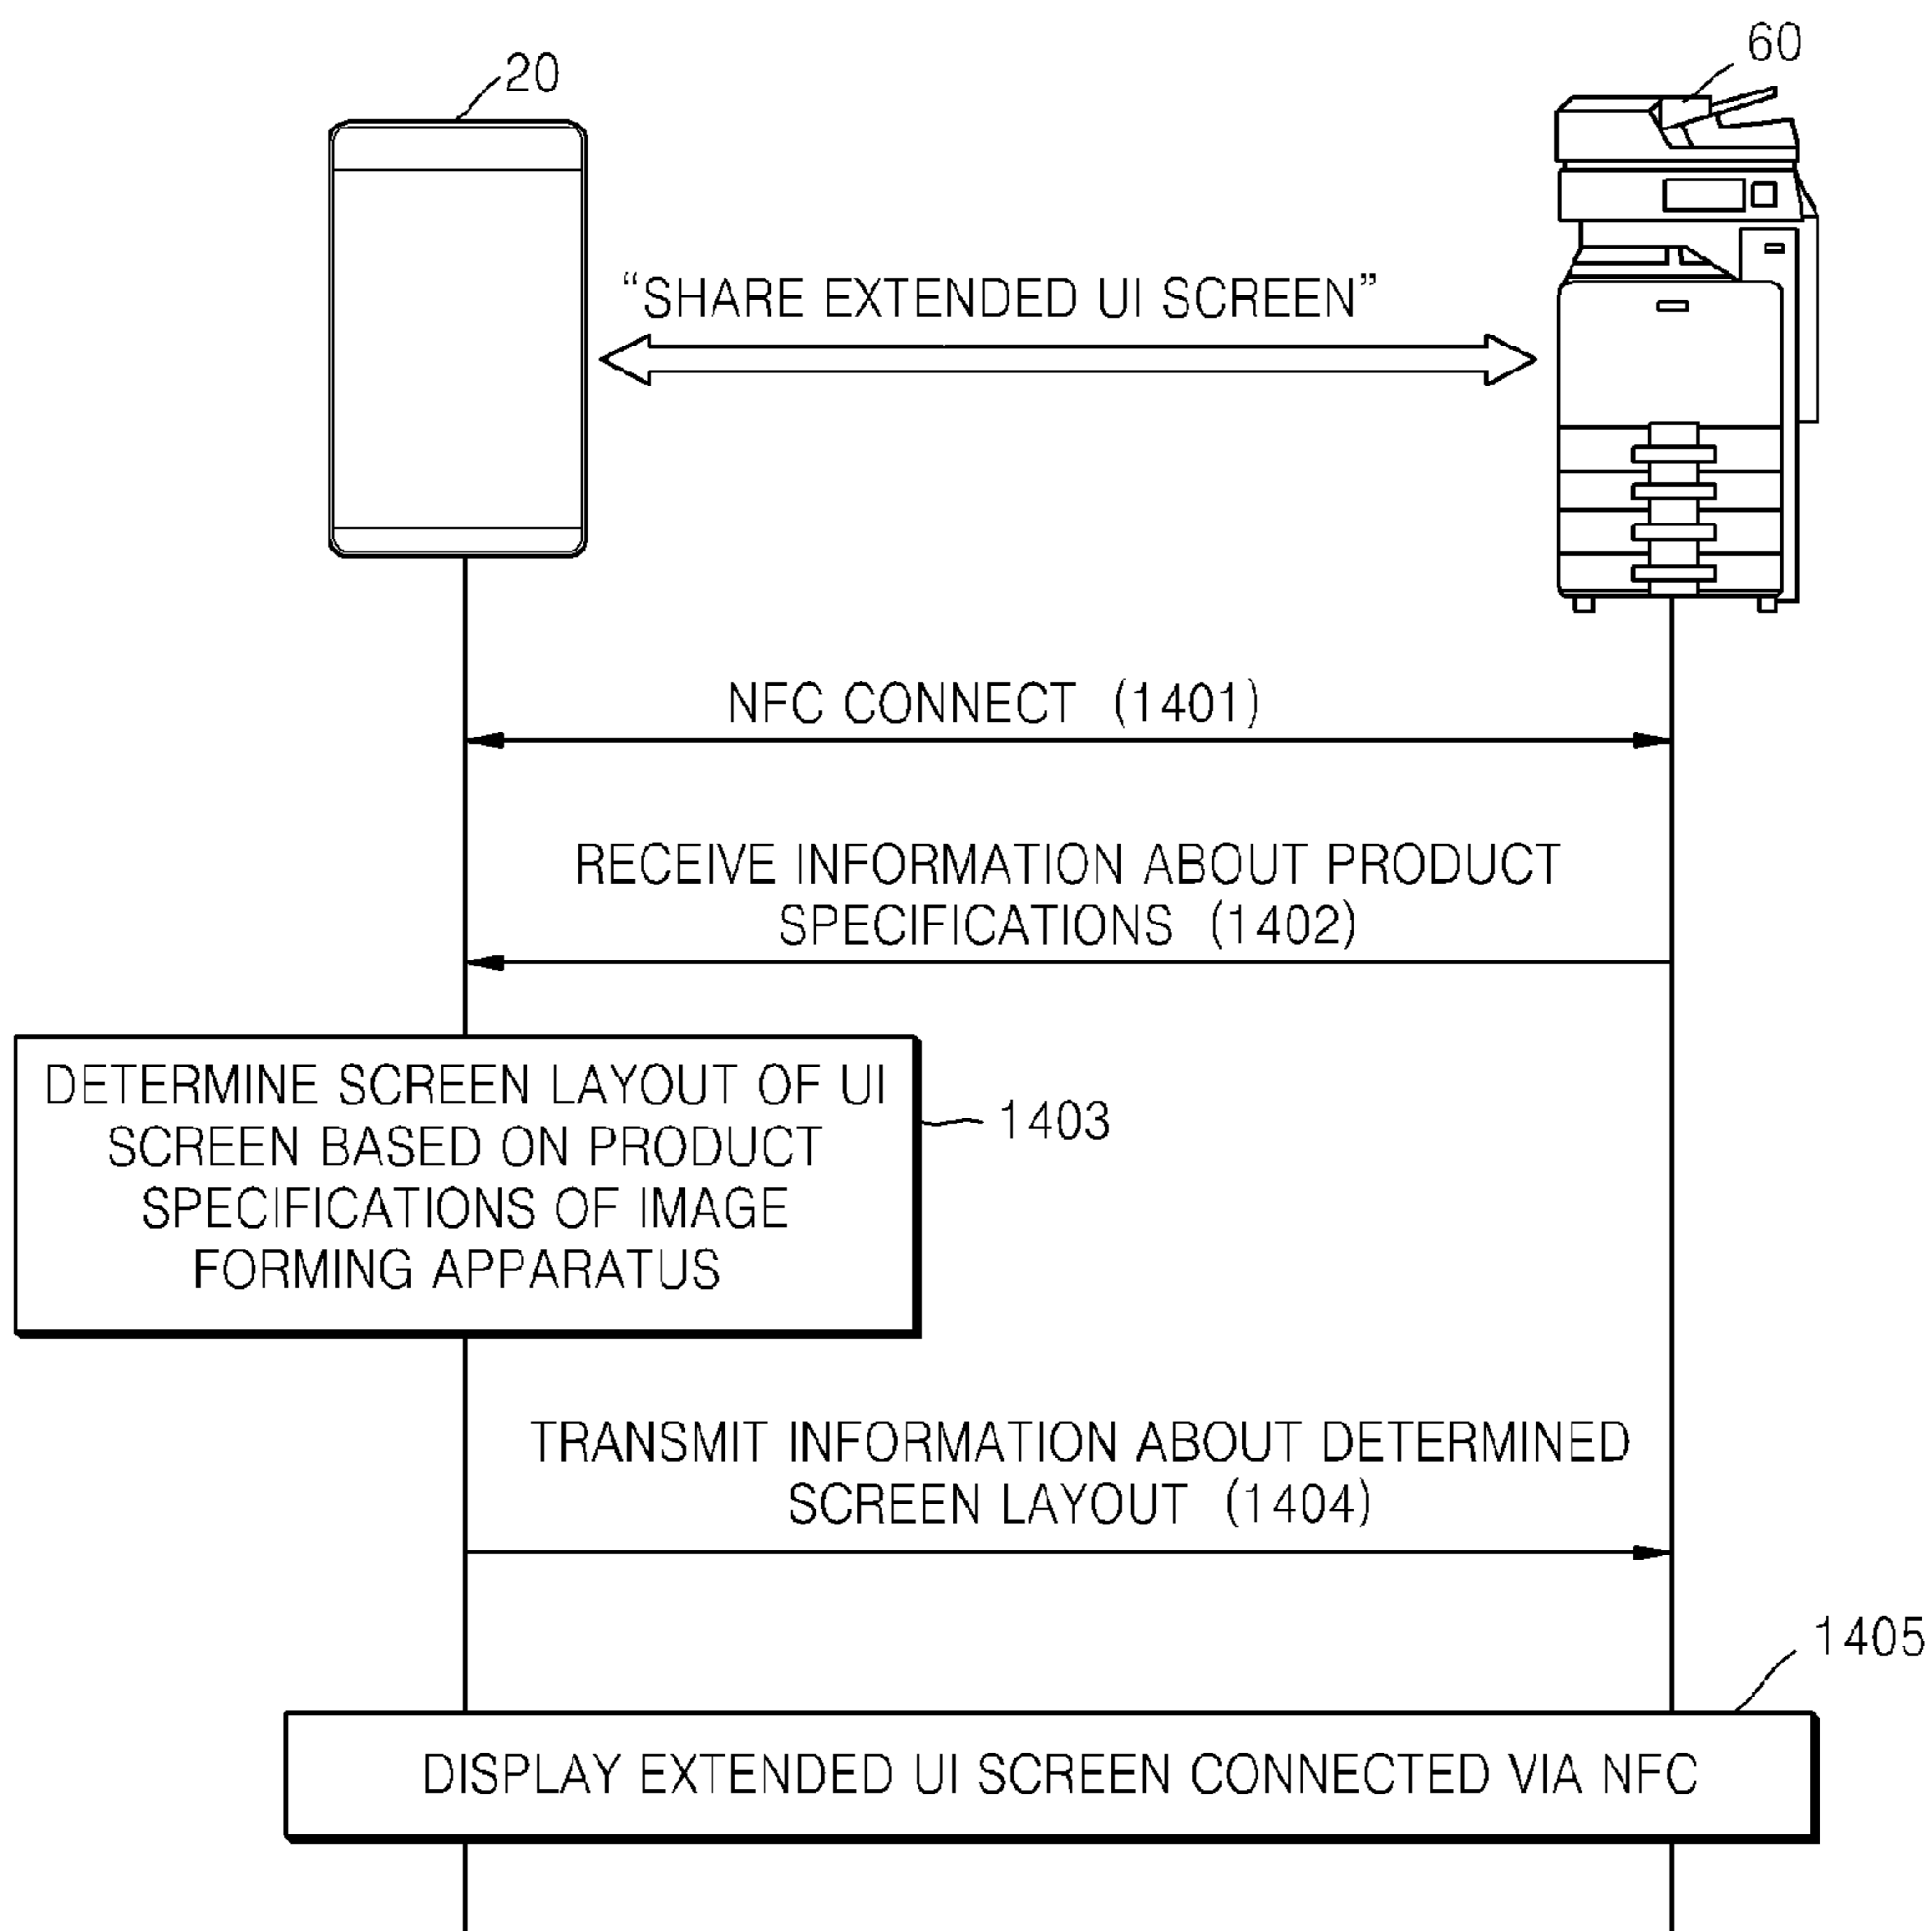 20
60
“SHARE EXTENDED UI SCREEN”
NFC CONNECT (1401)
RECEIVE INFORMATION ABOUT PRODUCT
SPECIFICATIONS (1402)
DETERMINE SCREEN LAYOUT OF UI
SCREEN BASED ON PRODUCT
SPECIFICATIONS OF IMAGE
FORMING APPARATUS
1403
TRANSMIT INFORMATION ABOUT DETERMINED
SCREEN LAYOUT (1404)
1405
DISPLAY EXTENDED UI SCREEN CONNECTED VIA NFC